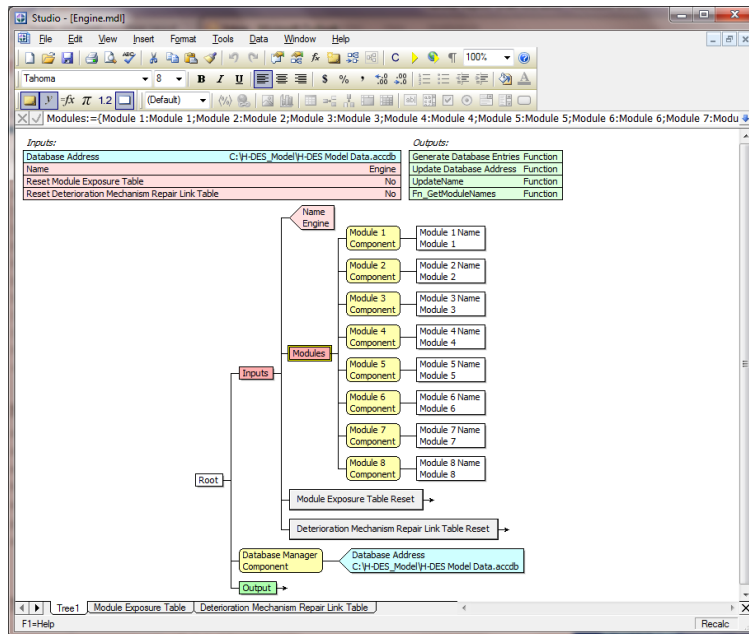 Studio - [Engine.mdl]
File Edit View Insert Format Tools Data Window Help
100%
Tahoma 8 B I U $ %
fx π 1.2 (Default)
Modules:={Module 1:Module 1;Module 2:Module 2;Module 3:Module 3;Module 4:Module 4;Module 5:Module 5;Module 6:Module 6;Module 7:Modu
Inputs:
Database Address C:\H-DES_Model\H-DES Model Data.accdb
Name Engine
Reset Module Exposure Table No
Reset Deterioration Mechanism Repair Link Table No
Outputs:
Generate Database Entries Function
Update Database Address Function
UpdateName Function
Fn_GetModuleNames Function
Name
Engine
Module 1
Component
Module 1 Name
Module 1
Module 2
Component
Module 2 Name
Module 2
Module 3
Component
Module 3 Name
Module 3
Module 4
Component
Module 4 Name
Module 4
Modules
Module 5
Component
Module 5 Name
Module 5
Inputs
Module 6
Component
Module 6 Name
Module 6
Module 7
Component
Module 7 Name
Module 7
Module 8
Component
Module 8 Name
Module 8
Root
Module Exposure Table Reset
Deterioration Mechanism Repair Link Table Reset
Database Manager
Component
Database Address
C:\H-DES_Model\H-DES Model Data.accdb
Output
Tree1 Module Exposure Table Deterioration Mechanism Repair Link Table
F1=Help Recalc